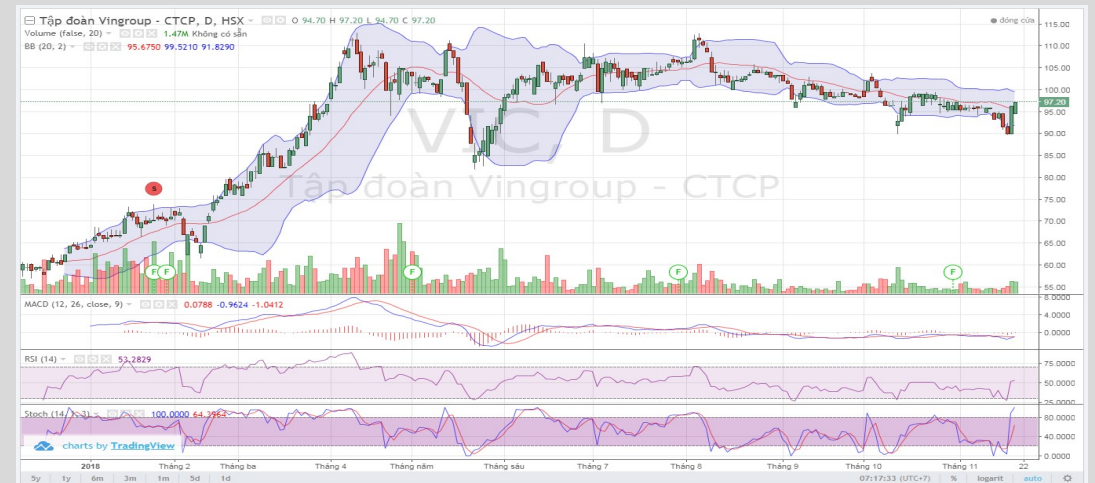 Tập đoàn Vingroup - CTCP, D, HSX O 94.70 H 97.20 L 94.70 C 97.20
đóng cửa
Volume (false, 20) 1.47M Không có sẵn
BB (20, 2) 95.6750 99.5210 91.8290
115.00
110.00
105.00
100.00
97.20
95.00
90.00
85.00
80.00
75.00
70.00
65.00
60.00
55.00
VIC, D
Tập đoàn Vingroup - CTCP
S
F F F F F
MACD (12, 26, close, 9) 0.0788 -0.9624 -1.0412
8.0000
4.0000
0.0000
RSI (14) 53.2829
75.0000
50.0000
25.0000
Stoch (14, 1, 3) 100.0000 64.3964
80.0000
40.0000
0.0000
charts by TradingView
2018 Tháng 2 Tháng ba Tháng 4 Tháng năm Tháng sáu Tháng 7 Tháng 8 Tháng 9 Tháng 10 Tháng 11 22
5y 1y 6m 3m 1m 5d 1d 07:17:33 (UTC+7) % logarit auto